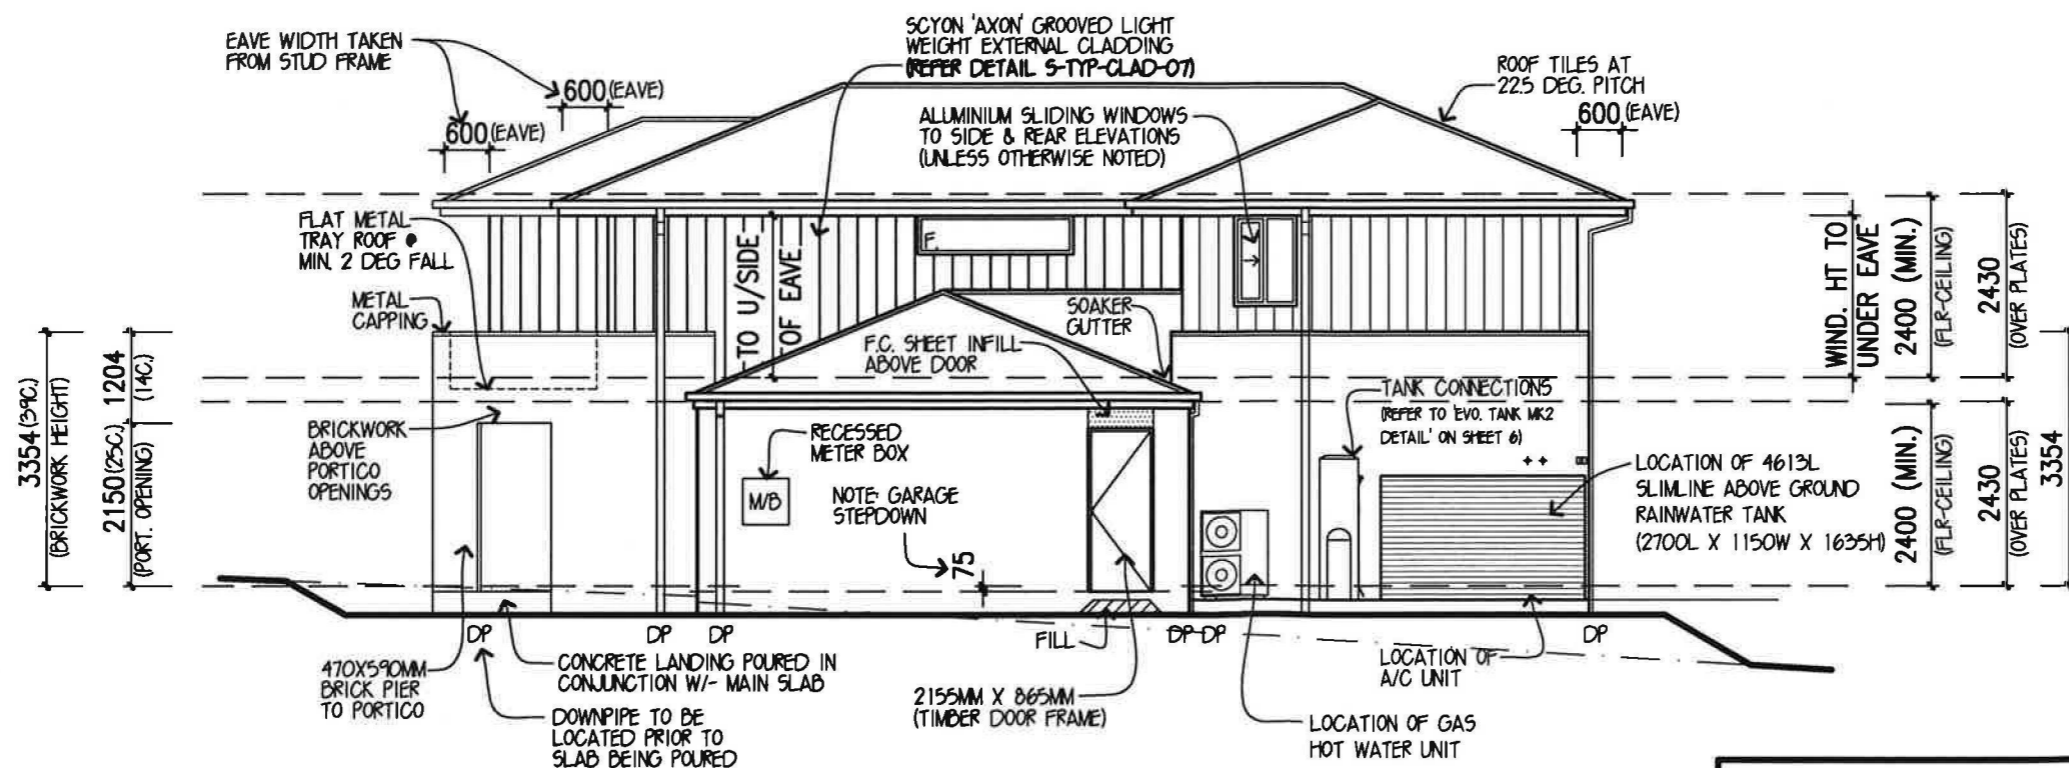 EAVE WIDTH TAKEN
FROM STUD FRAME
600 (EAVE)
600 (EAVE)
SCYON 'AXON' GROOVED LIGHT
WEIGHT EXTERNAL CLADDING
(REFER DETAIL S-TYP-CLAD-07)
ALUMINIUM SLIDING WINDOWS
TO SIDE & REAR ELEVATIONS
(UNLESS OTHERWISE NOTED)
ROOF TILES AT
22.5 DEG. PITCH
600 (EAVE)
FLAT METAL
TRAY ROOF @
MIN. 2 DEG FALL
METAL
CAPPING
TO U/SIDE
OF EAVE
F.
SOAKER
GUTTER
F.C. SHEET INFILL
ABOVE DOOR
WIND. HT TO
UNDER EAVE
2400 (MIN.)
(FLR-CEILING)
2430
(OVER PLATES)
3354 (39C.)
(BRICKWORK HEIGHT)
1204
(14C.)
2150 (25C.)
(PORT. OPENING)
BRICKWORK
ABOVE
PORTICO
OPENINGS
RECESSED
METER BOX
M/B
NOTE: GARAGE
STEPDOWN
75
TANK CONNECTIONS
(REFER TO 'EVO. TANK MK2
DETAIL' ON SHEET 6)
LOCATION OF 4613L
SLIMLINE ABOVE GROUND
RAINWATER TANK
(2700L X 1150W X 1635H)
2400 (MIN.)
(FLR-CEILING)
2430
(OVER PLATES)
3354
DP
DP
DP
DP
DP
DP
FILL
470X590MM
BRICK PIER
TO PORTICO
CONCRETE LANDING POURED IN
CONJUNCTION W/- MAIN SLAB
DOWNPIPE TO BE
LOCATED PRIOR TO
SLAB BEING POURED
2155MM X 865MM
(TIMBER DOOR FRAME)
LOCATION OF
A/C UNIT
LOCATION OF GAS
HOT WATER UNIT